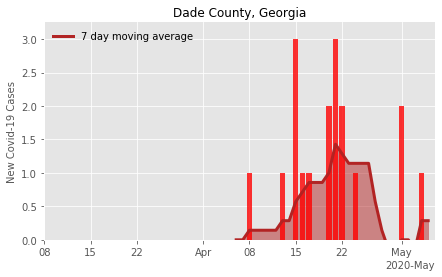 Dade County, Georgia
7 day moving average
New Covid-19 Cases
3.0
2.5
2.0
1.5
1.0
0.5
0.0
08 15 22 Apr 08 15 22 May
2020-May